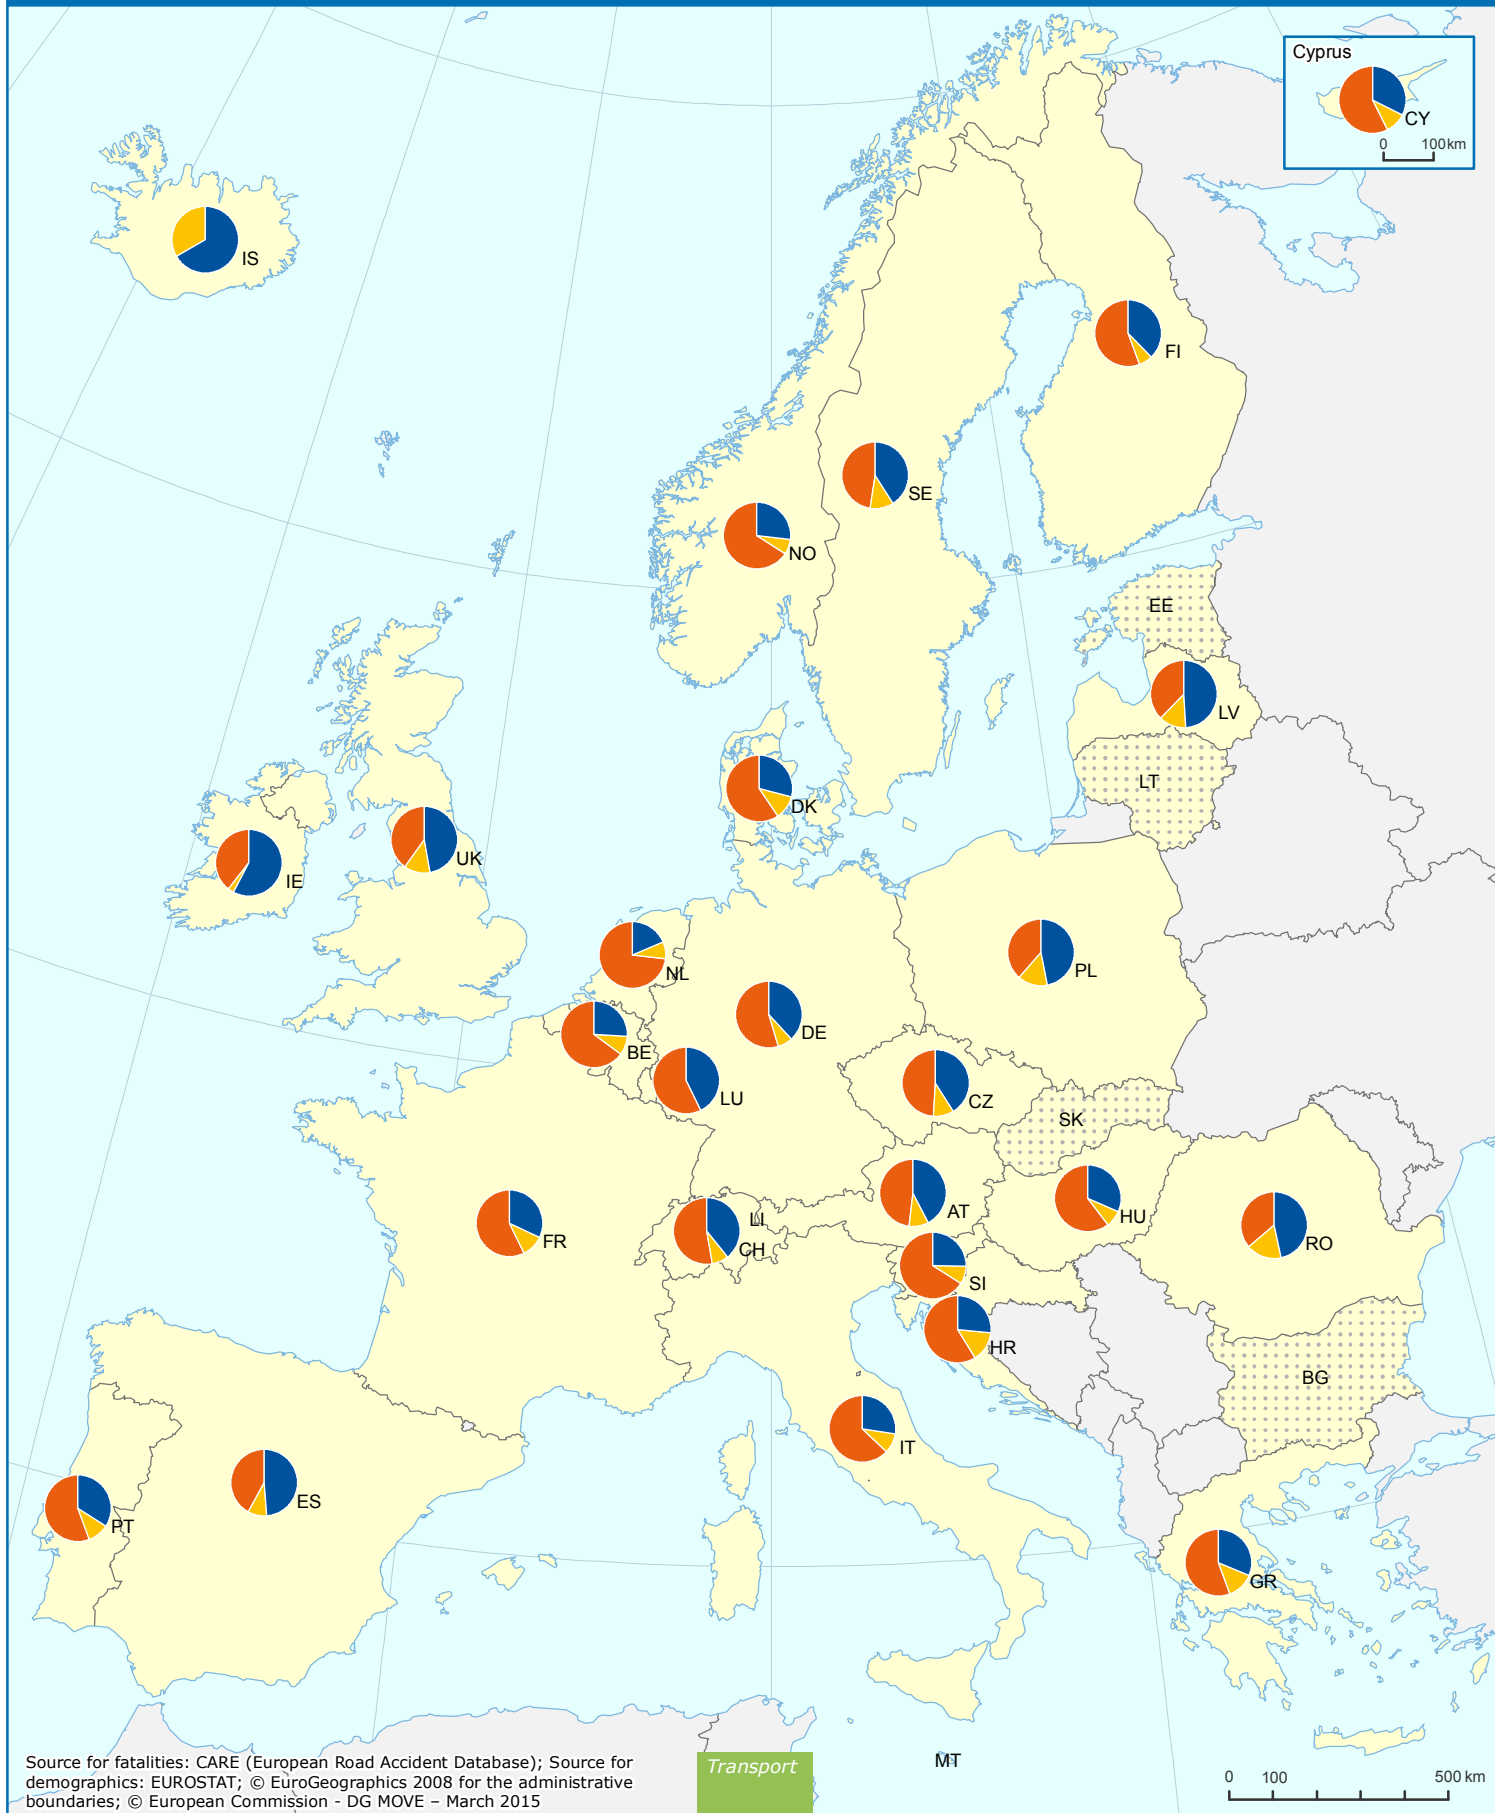 Cyprus
CY
0 100 km
IS
FI
SE
NO
EE
LV
LT
DK
UK
IE
NL
PL
DE
BE
LU
CZ
SK
AT
HU
RO
LI
CH
FR
SI
HR
BG
IT
ES
PT
GR
MT
Source for fatalities: CARE (European Road Accident Database); Source for
demographics: EUROSTAT; © EuroGeographics 2008 for the administrative
boundaries; © European Commission - DG MOVE – March 2015
Transport
0 100 500 km